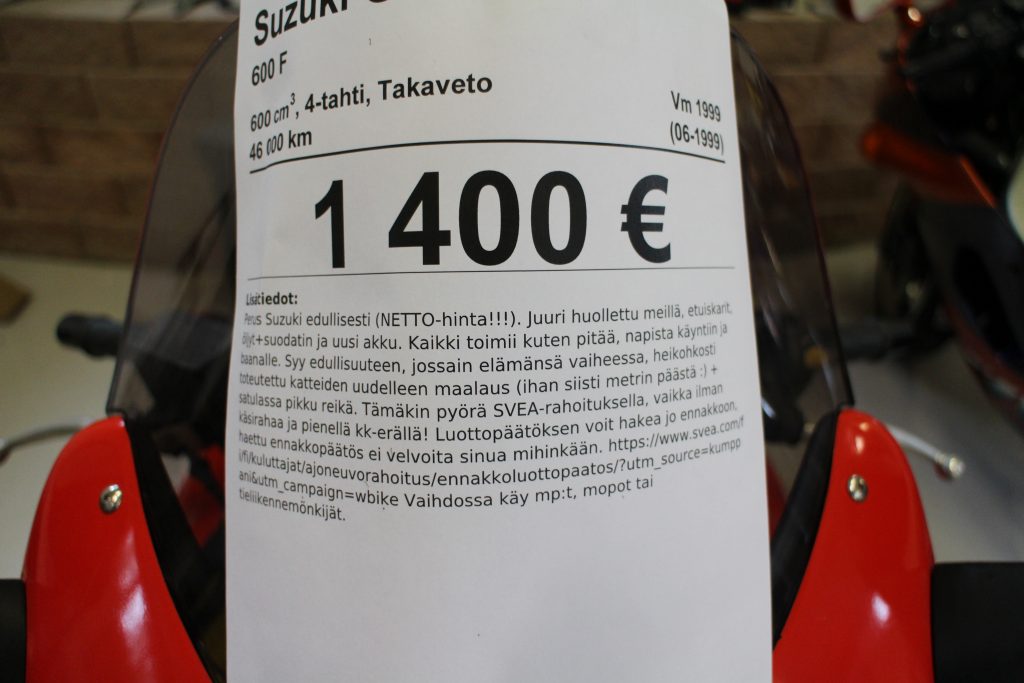 Suzuki
600 F
600 cm³, 4-tahti, Takaveto
Vm 1999
46 000 km
(06-1999)
1 400 €
Lisätiedot:
Perus Suzuki edullisesti (NETTO-hinta!!!). Juuri huollettu meillä, etuiskarit,
öljyt+suodatin ja uusi akku. Kaikki toimii kuten pitää, napista käyntiin ja
baanalle. Syy edullisuuteen, jossain elämänsä vaiheessa, heikohkosti
toteutettu katteiden uudelleen maalaus (ihan siisti metrin päästä :) +
satulassa pikku reikä. Tämäkin pyörä SVEA-rahoituksella, vaikka ilman
käsirahaa ja pienellä kk-erällä! Luottopäätöksen voit hakea jo ennakkoon,
haettu ennakkopäätös ei velvoita sinua mihinkään. https://www.svea.com/f
i/fi/kuluttajat/ajoneuvorahoitus/ennakkoluottopaatos/?utm_source=kumpp
ani&utm_campaign=wbike Vaihdossa käy mp:t, mopot tai
tieliikennemönkijät.